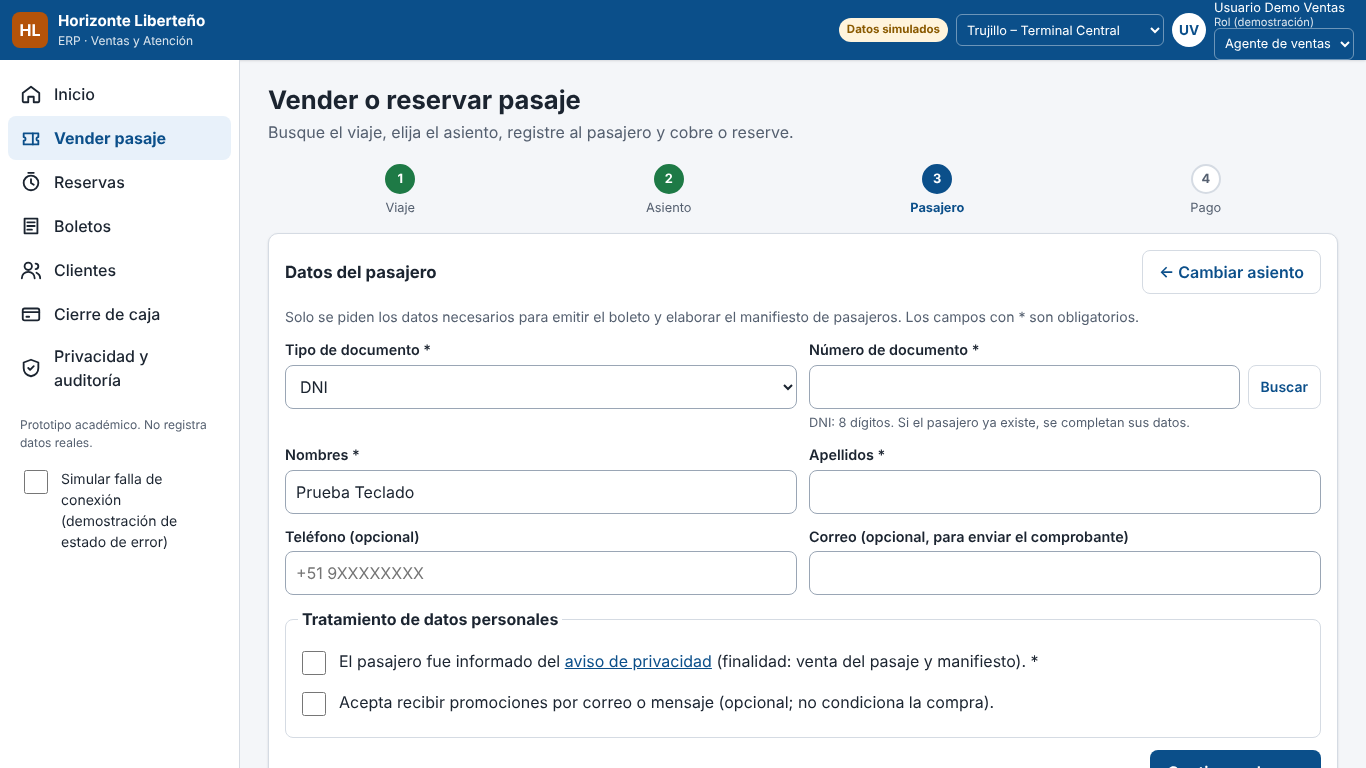 HL
Horizonte Liberteño
ERP · Ventas y Atención
Datos simulados
Trujillo – Terminal Central
UV
Usuario Demo Ventas
Rol (demostración)
Agente de ventas
Inicio
Vender pasaje
Reservas
Boletos
Clientes
Cierre de caja
Privacidad y
auditoría
Prototipo académico. No registra
datos reales.
Simular falla de
conexión
(demostración de
estado de error)
Vender o reservar pasaje
Busque el viaje, elija el asiento, registre al pasajero y cobre o reserve.
1
Viaje
2
Asiento
3
Pasajero
4
Pago
Datos del pasajero
← Cambiar asiento
Solo se piden los datos necesarios para emitir el boleto y elaborar el manifiesto de pasajeros. Los campos con * son obligatorios.
Tipo de documento *
DNI
Número de documento *
Buscar
DNI: 8 dígitos. Si el pasajero ya existe, se completan sus datos.
Nombres *
Prueba Teclado
Apellidos *
Teléfono (opcional)
+51 9XXXXXXXX
Correo (opcional, para enviar el comprobante)
Tratamiento de datos personales
El pasajero fue informado del aviso de privacidad (finalidad: venta del pasaje y manifiesto). *
Acepta recibir promociones por correo o mensaje (opcional; no condiciona la compra).